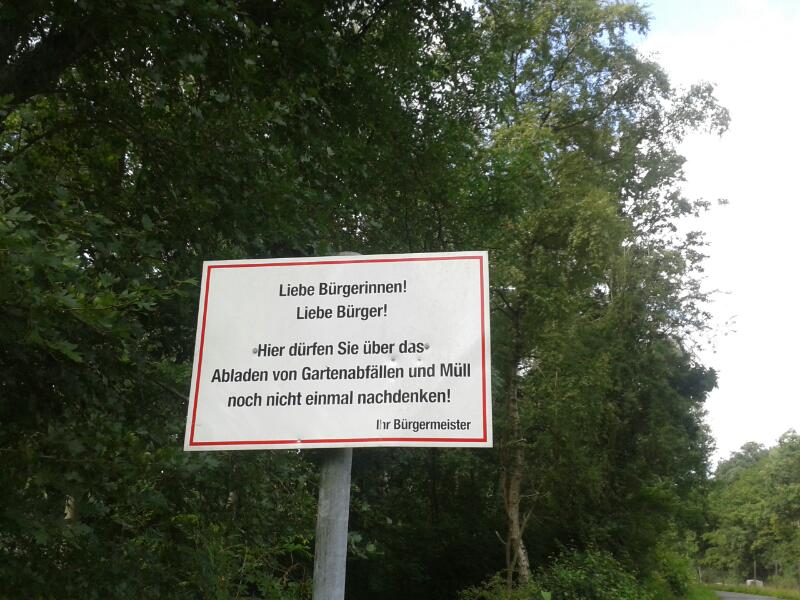 Liebe Bürgerinnen!
Liebe Bürger!
Hier dürfen Sie über das
Abladen von Gartenabfällen und Müll
noch nicht einmal nachdenken!
Ihr Bürgermeister